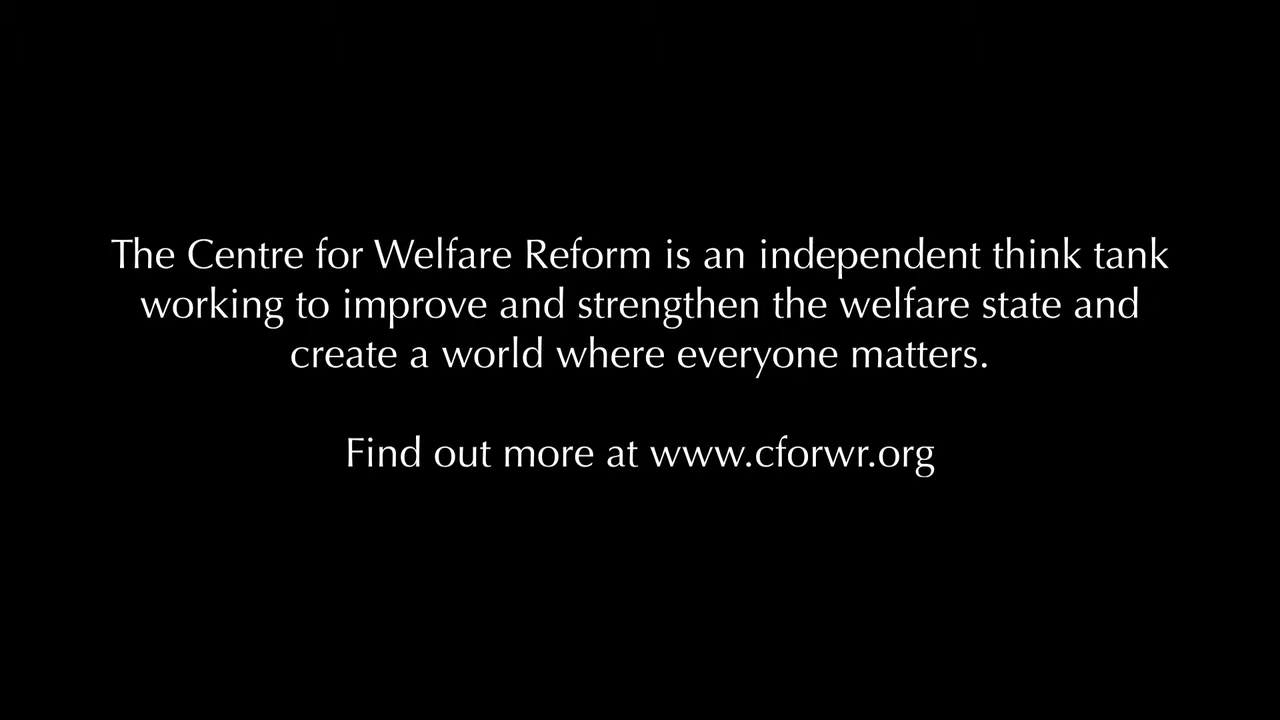 The Centre for Welfare Reform is an independent think tank
working to improve and strengthen the welfare state and
create a world where everyone matters.
Find out more at www.cforwr.org